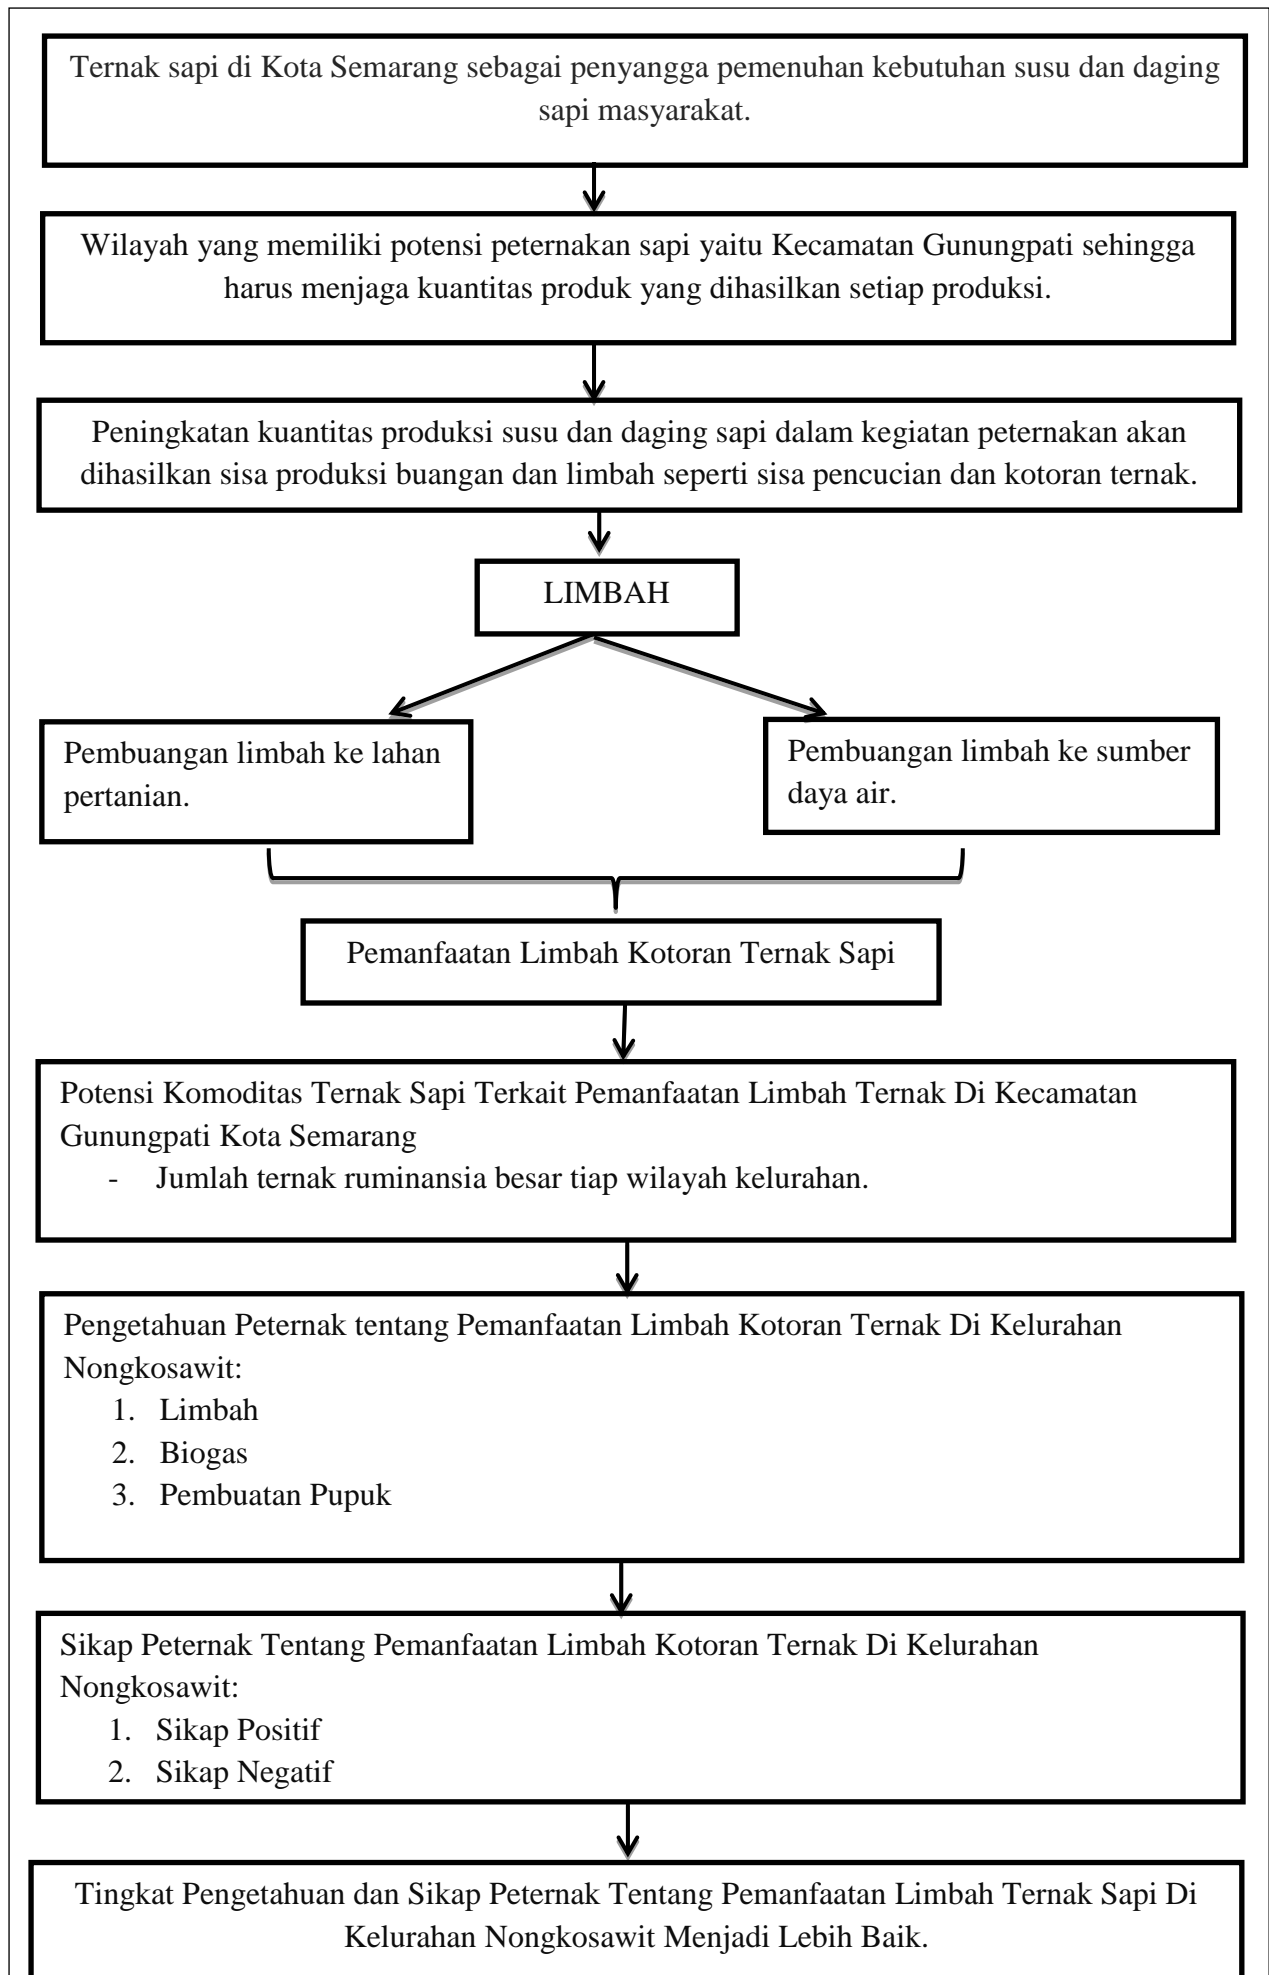 Ternak sapi di Kota Semarang sebagai penyangga pemenuhan kebutuhan susu dan daging
sapi masyarakat.
Wilayah yang memiliki potensi peternakan sapi yaitu Kecamatan Gunungpati sehingga
harus menjaga kuantitas produk yang dihasilkan setiap produksi.
Peningkatan kuantitas produksi susu dan daging sapi dalam kegiatan peternakan akan
dihasilkan sisa produksi buangan dan limbah seperti sisa pencucian dan kotoran ternak.
LIMBAH
Pembuangan limbah ke lahan
pertanian.
Pembuangan limbah ke sumber
daya air.
Pemanfaatan Limbah Kotoran Ternak Sapi
Potensi Komoditas Ternak Sapi Terkait Pemanfaatan Limbah Ternak Di Kecamatan
Gunungpati Kota Semarang
- Jumlah ternak ruminansia besar tiap wilayah kelurahan.
Pengetahuan Peternak tentang Pemanfaatan Limbah Kotoran Ternak Di Kelurahan
Nongkosawit:
1. Limbah
2. Biogas
3. Pembuatan Pupuk
Sikap Peternak Tentang Pemanfaatan Limbah Kotoran Ternak Di Kelurahan
Nongkosawit:
1. Sikap Positif
2. Sikap Negatif
Tingkat Pengetahuan dan Sikap Peternak Tentang Pemanfaatan Limbah Ternak Sapi Di
Kelurahan Nongkosawit Menjadi Lebih Baik.